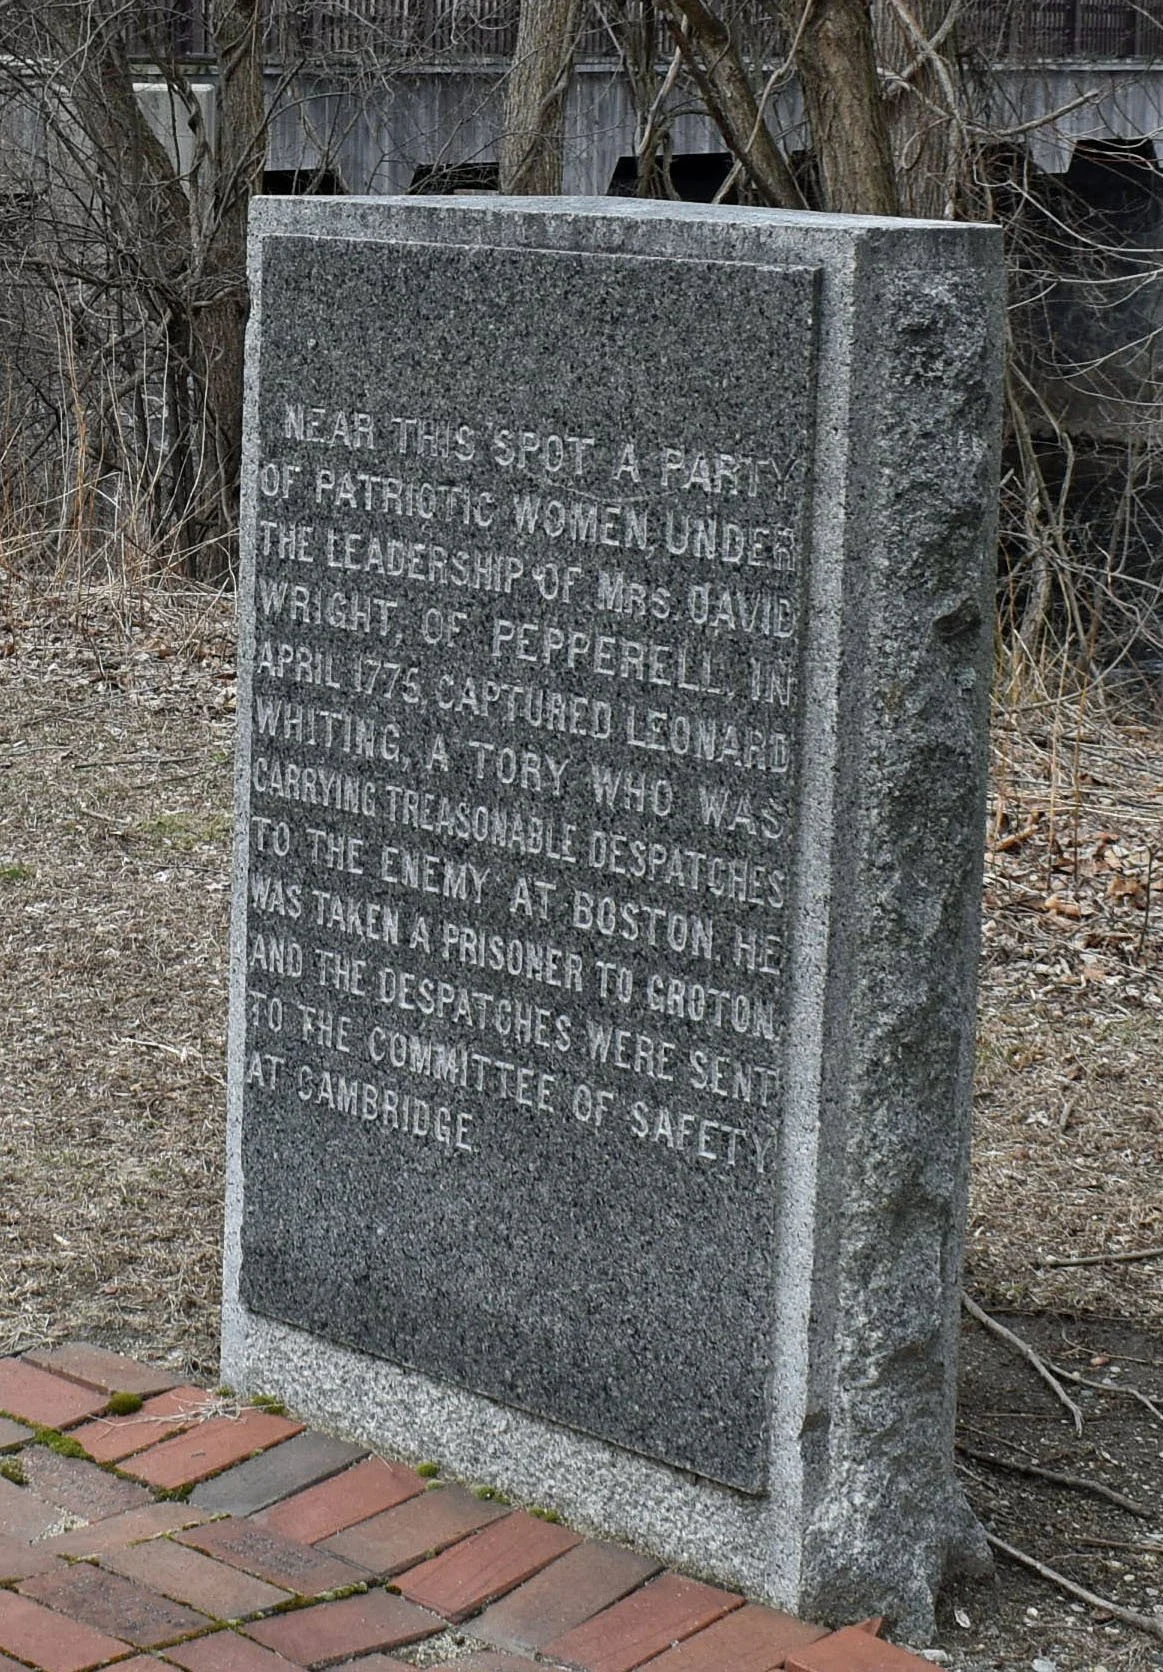 NEAR THIS SPOT A PARTY
OF PATRIOTIC WOMEN, UNDER
THE LEADERSHIP OF MRS. DAVID
WRIGHT, OF PEPPERELL, IN
APRIL 1775, CAPTURED LEONARD
WHITING, A TORY WHO WAS
CARRYING TREASONABLE DESPATCHES
TO THE ENEMY AT BOSTON. HE
WAS TAKEN A PRISONER TO GROTON,
AND THE DESPATCHES WERE SENT
TO THE COMMITTEE OF SAFETY
AT CAMBRIDGE